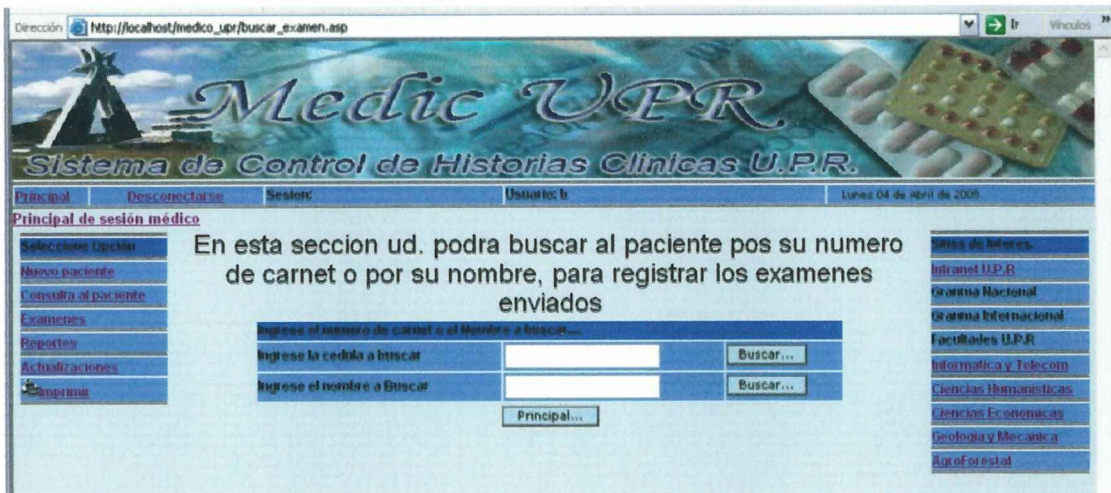 Dirección http://localhost/medico_upr/buscar_examen.asp Ir Vínculos »
Medic UPR
Sistema de Control de Historias Clinicas U.P.R.
Principal Desconectarse Sesion: Usuario: lr Lunes 04 de Abril de 2005
Principal de sesión médico
Seleccione Opción
Nuevo paciente
Consulta al paciente
Examenes
Reportes
Actualizaciones
Imprimir
En esta seccion ud. podra buscar al paciente pos su numero
de carnet o por su nombre, para registrar los examenes
enviados
Ingrese el numero de carnet o el Nombre a buscar....
Ingrese la cedula a buscar Buscar...
Ingrese el nombre a Buscar Buscar...
Principal...
Sitios de Interes.
Intranet U.P.R
Granma Nacional
Granma Internacional
Facultades U.P.R
Informatica y Telecom
Ciencias Humanisticas
Ciencias Economicas
Geologia y Mecanica
AgroForestal